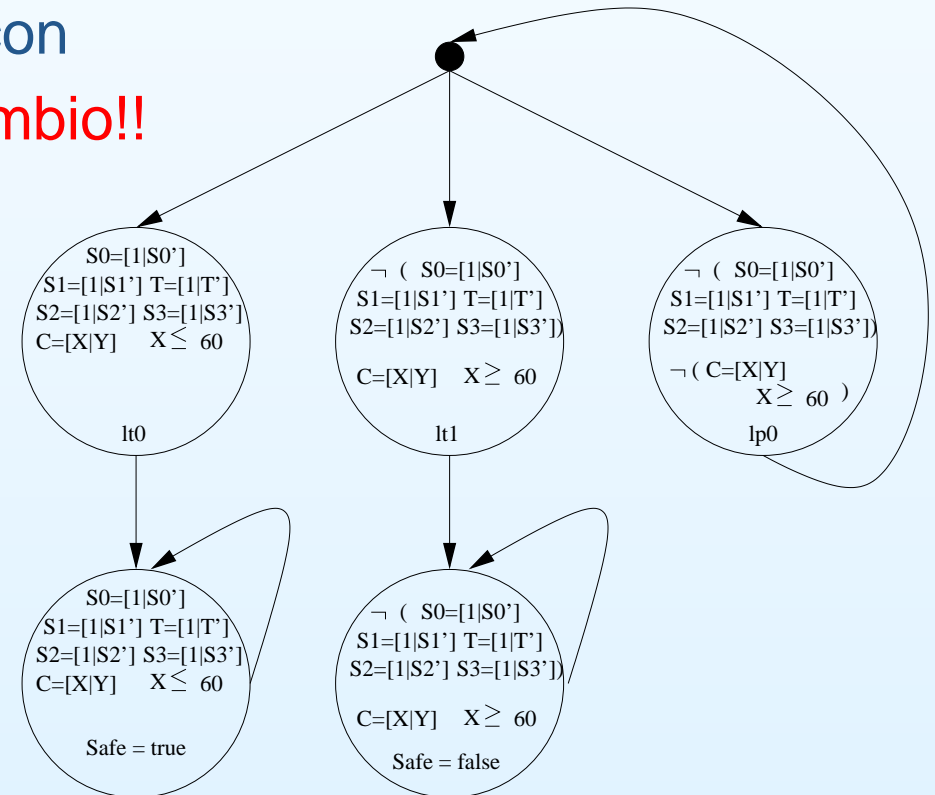 con
mbio!!
S0=[1|S0’]
S1=[1|S1’] T=[1|T’]
S2=[1|S2’] S3=[1|S3’]
C=[X|Y] X ≤ 60
lt0
¬ ( S0=[1|S0’]
S1=[1|S1’] T=[1|T’]
S2=[1|S2’] S3=[1|S3’])
C=[X|Y] X ≥ 60
lt1
¬ ( S0=[1|S0’]
S1=[1|S1’] T=[1|T’]
S2=[1|S2’] S3=[1|S3’])
¬ ( C=[X|Y]
X ≥ 60 )
lp0
S0=[1|S0’]
S1=[1|S1’] T=[1|T’]
S2=[1|S2’] S3=[1|S3’]
C=[X|Y] X ≤ 60
Safe = true
¬ ( S0=[1|S0’]
S1=[1|S1’] T=[1|T’]
S2=[1|S2’] S3=[1|S3’])
C=[X|Y] X ≥ 60
Safe = false